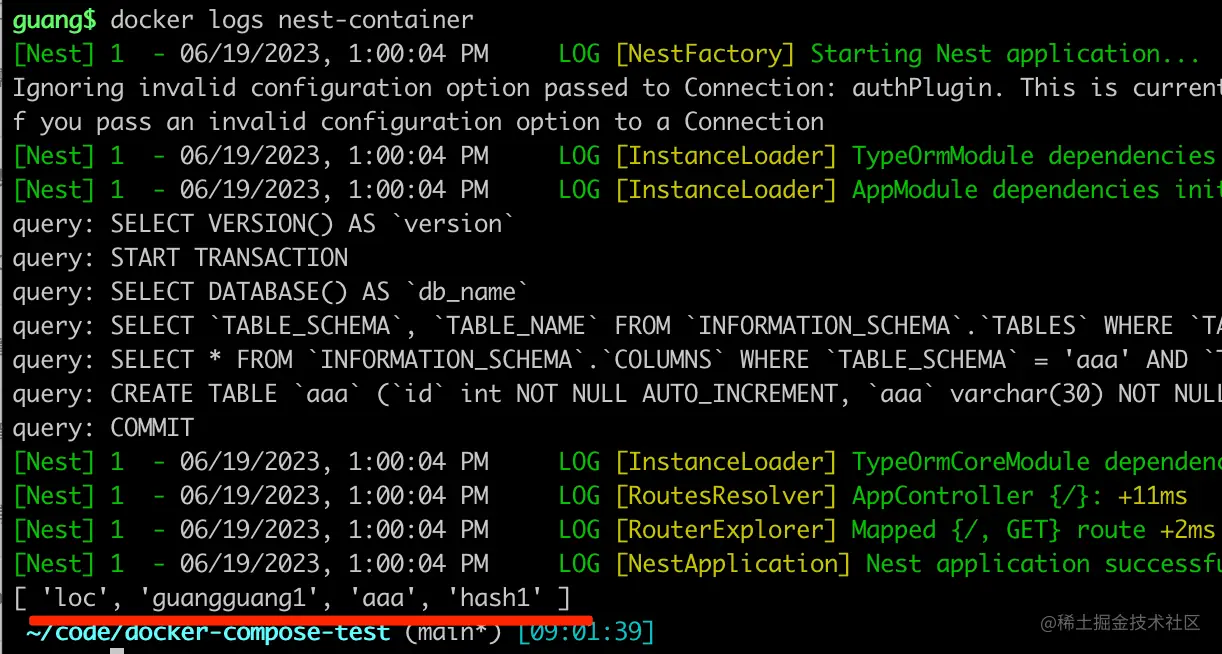 guang$ docker logs nest-container
[Nest] 1  - 06/19/2023, 1:00:04 PM     LOG [NestFactory] Starting Nest application...
Ignoring invalid configuration option passed to Connection: authPlugin. This is current
f you pass an invalid configuration option to a Connection
[Nest] 1  - 06/19/2023, 1:00:04 PM     LOG [InstanceLoader] TypeOrmModule dependencies
[Nest] 1  - 06/19/2023, 1:00:04 PM     LOG [InstanceLoader] AppModule dependencies init
query: SELECT VERSION() AS `version`
query: START TRANSACTION
query: SELECT DATABASE() AS `db_name`
query: SELECT `TABLE_SCHEMA`, `TABLE_NAME` FROM `INFORMATION_SCHEMA`.`TABLES` WHERE `TA
query: SELECT * FROM `INFORMATION_SCHEMA`.`COLUMNS` WHERE `TABLE_SCHEMA` = 'aaa' AND `T
query: CREATE TABLE `aaa` (`id` int NOT NULL AUTO_INCREMENT, `aaa` varchar(30) NOT NULL
query: COMMIT
[Nest] 1  - 06/19/2023, 1:00:04 PM     LOG [InstanceLoader] TypeOrmCoreModule dependenc
[Nest] 1  - 06/19/2023, 1:00:04 PM     LOG [RoutesResolver] AppController {/}: +11ms
[Nest] 1  - 06/19/2023, 1:00:04 PM     LOG [RouterExplorer] Mapped {/, GET} route +2ms
[Nest] 1  - 06/19/2023, 1:00:04 PM     LOG [NestApplication] Nest application successfu
[ 'loc', 'guangguang1', 'aaa', 'hash1' ]
~/code/docker-compose-test (main*) [09:01:39]
@稀土掘金技术社区